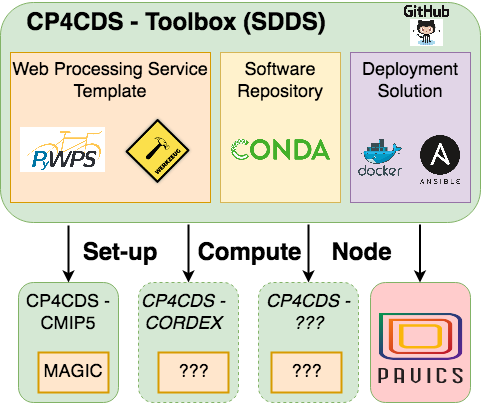 CP4CDS - Toolbox (SDDS)
GitHub
Web Processing Service
Template
Software
Repository
Deployment
Solution
PyWPS
WERKZEUG
CONDA
docker
ANSIBLE
Set-up
Compute
Node
CP4CDS -
CMIP5
MAGIC
CP4CDS -
CORDEX
???
CP4CDS -
???
???
PAVICS